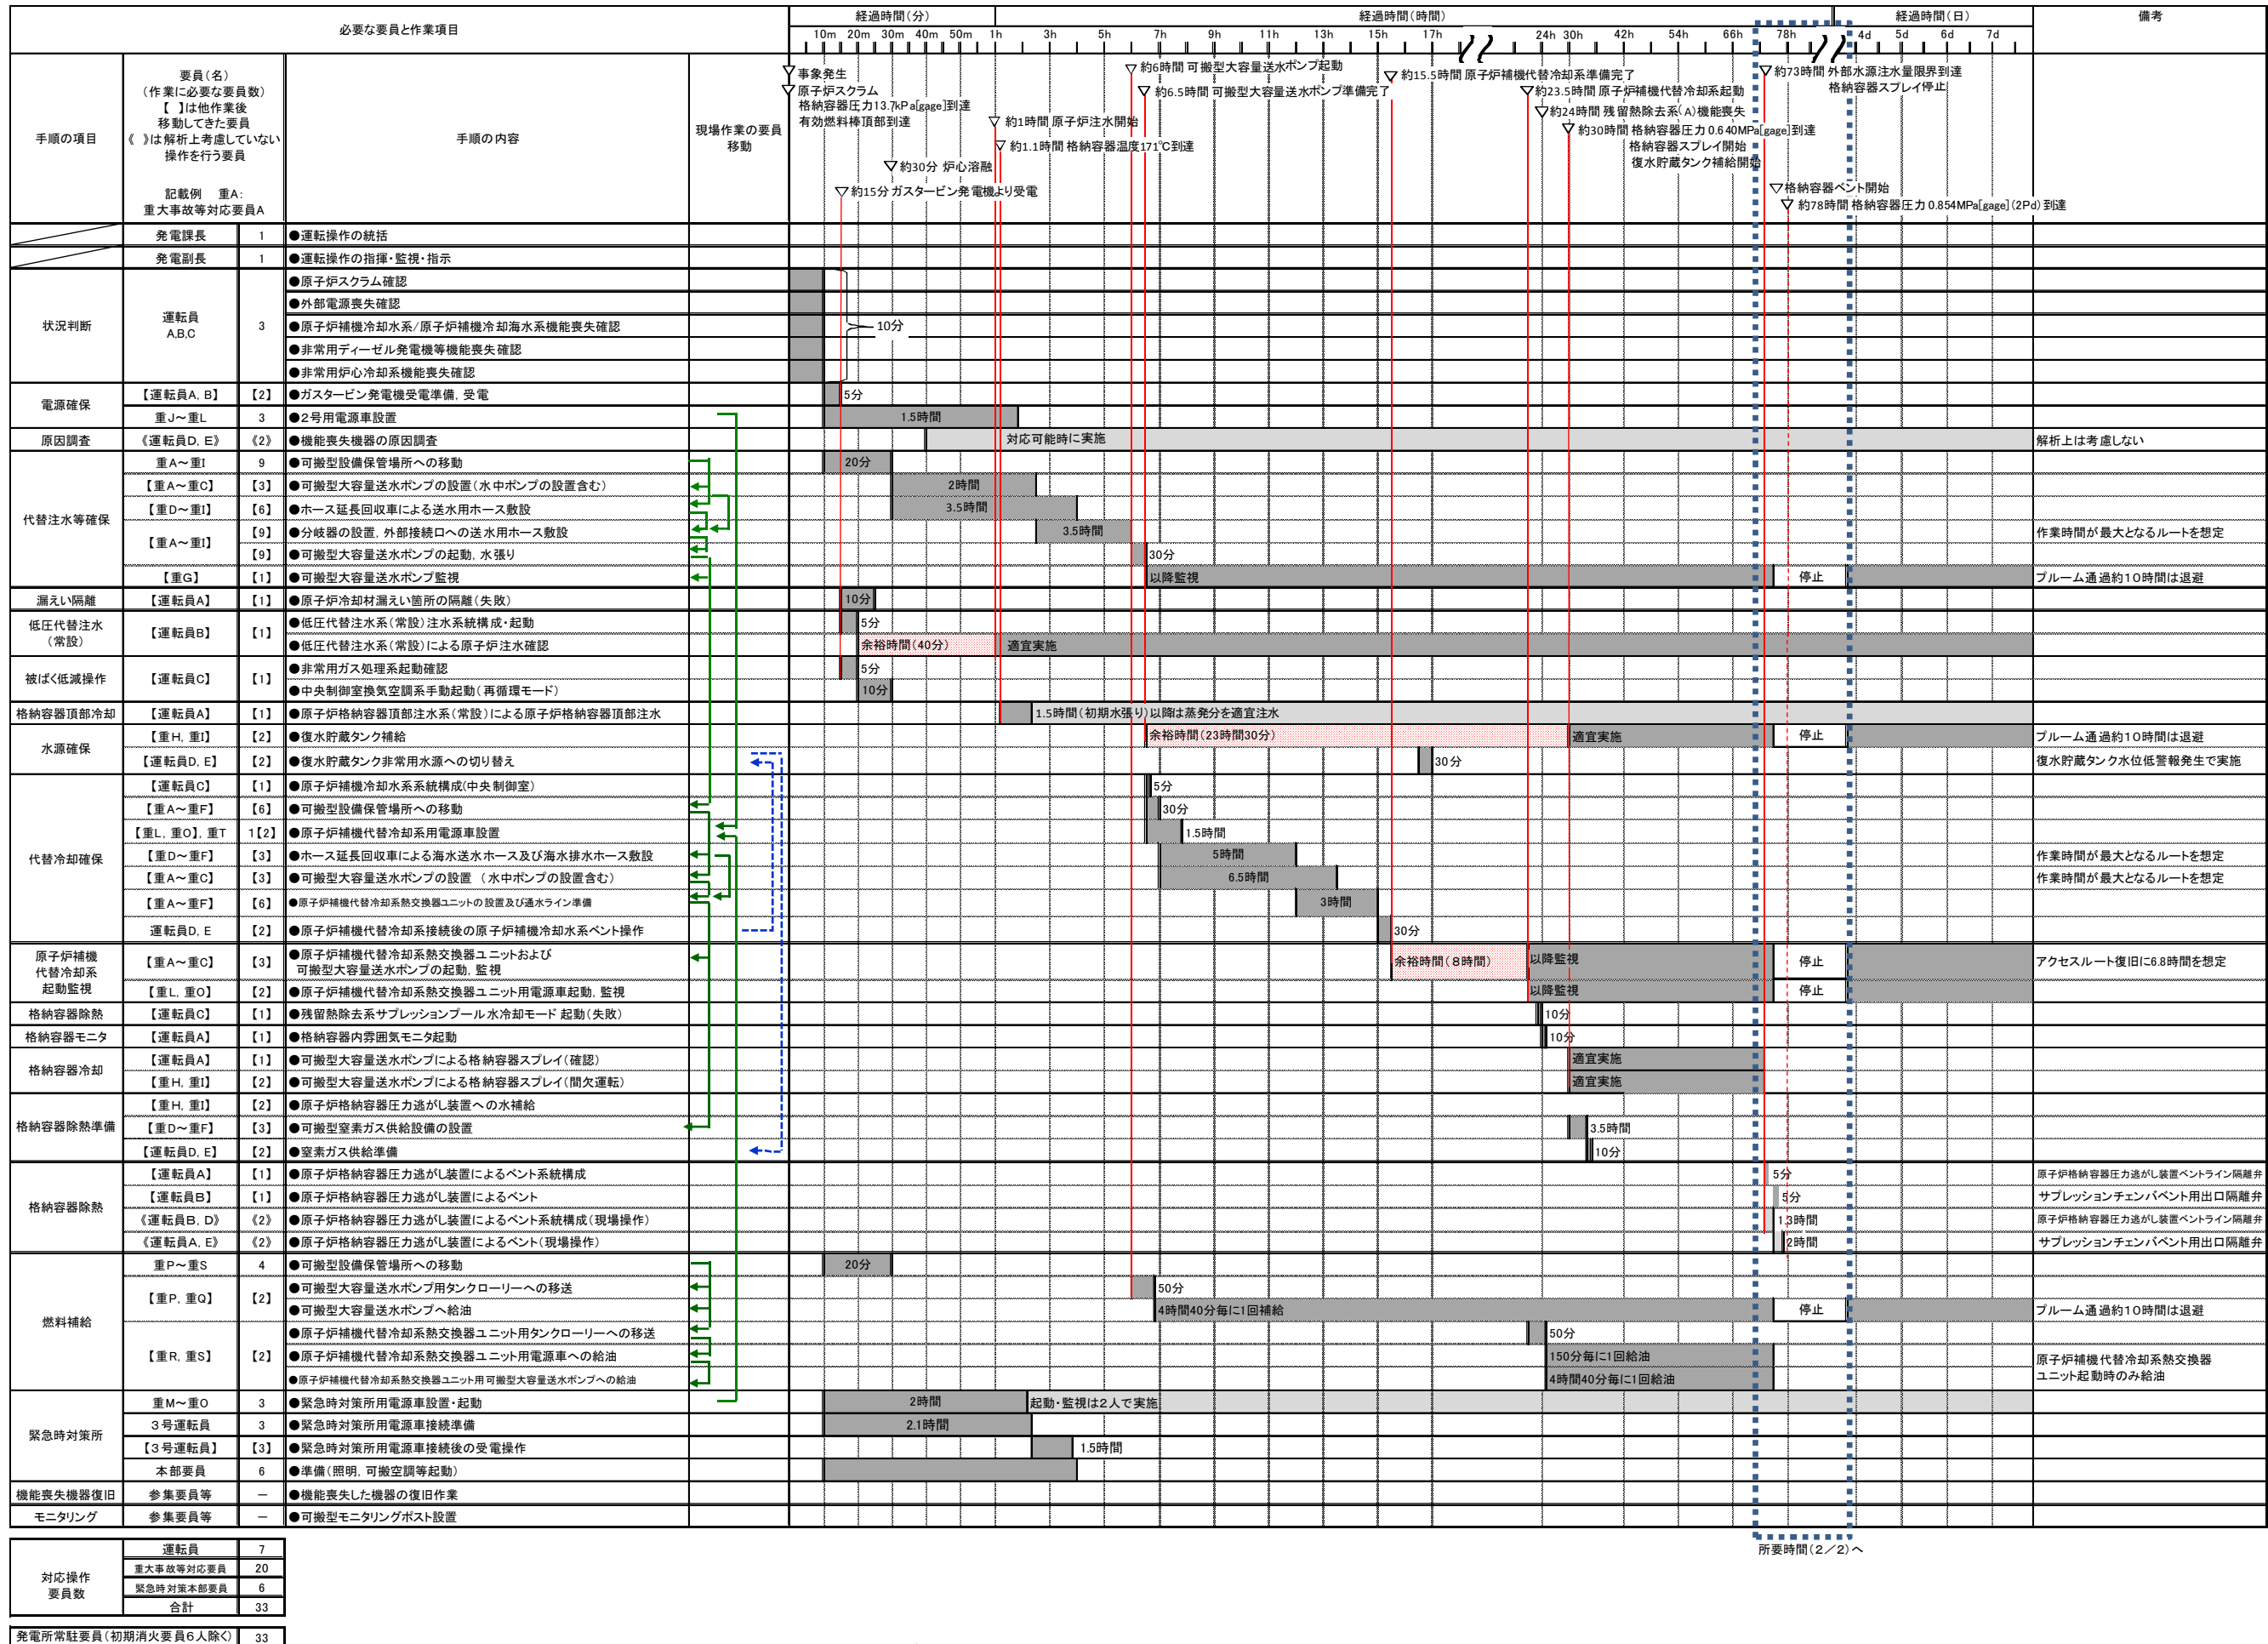 必要な要員と作業項目
経過時間(分)
経過時間(時間)
経過時間(日)
備考
10m 20m 30m 40m 50m 1h 3h 5h 7h 9h 11h 13h 15h 17h 24h 30h 42h 54h 66h 78h 4d 5d 6d 7d
手順の項目
要員(名)
(作業に必要な要員数)
【 】は他作業後
移動してきた要員
《 》は解析上考慮していない
操作を行う要員
記載例 重A:
重大事故等対応要員A
手順の内容
現場作業の要員
移動
▽事象発生
▽原子炉スクラム
格納容器圧力13.7kPa[gage]到達
有効燃料棒頂部到達
▽約15分 ガスタービン発電機より受電
▽約30分 炉心溶融
▽約1時間 原子炉注水開始
▽約1.1時間 格納容器温度171℃到達
▽約6時間 可搬型大容量送水ポンプ起動
▽約6.5時間 可搬型大容量送水ポンプ準備完了
▽約15.5時間 原子炉補機代替冷却系準備完了
▽約23.5時間 原子炉補機代替冷却系起動
▽約24時間 残留熱除去系(A)機能喪失
▽約30時間 格納容器圧力 0.640MPa[gage]到達
格納容器スプレイ開始
復水貯蔵タンク補給開始
▽約73時間 外部水源注水量限界到達
格納容器スプレイ停止
▽格納容器ベント開始
▽約78時間 格納容器圧力 0.854MPa[gage](2Pd)到達
発電課長 1 ●運転操作の統括
発電副長 1 ●運転操作の指揮・監視・指示
状況判断 運転員 A,B,C 3
●原子炉スクラム確認
●外部電源喪失確認
●原子炉補機冷却水系/原子炉補機冷却海水系機能喪失確認 10分
●非常用ディーゼル発電機等機能喪失確認
●非常用炉心冷却系機能喪失確認
電源確保 【運転員A, B】 【2】 ●ガスタービン発電機受電準備, 受電 5分
重J～重L 3 ●2号用電源車設置 1.5時間
原因調査 《運転員D, E》 《2》 ●機能喪失機器の原因調査 対応可能時に実施 解析上は考慮しない
代替注水等確保 重A～重I 9 ●可搬型設備保管場所への移動 20分
【重A～重C】 【3】 ●可搬型大容量送水ポンプの設置(水中ポンプの設置含む) 2時間
【重D～重I】 【6】 ●ホース延長回収車による送水用ホース敷設 3.5時間
【重A～重I】 【9】 ●分岐器の設置, 外部接続口への送水用ホース敷設 3.5時間 作業時間が最大となるルートを想定
【9】 ●可搬型大容量送水ポンプの起動, 水張り 30分
【重G】 【1】 ●可搬型大容量送水ポンプ監視 以降監視 停止 プルーム通過約10時間は退避
漏えい隔離 【運転員A】 【1】 ●原子炉冷却材漏えい箇所の隔離(失敗) 10分
低圧代替注水
(常設)
【運転員B】 【1】 ●低圧代替注水系(常設)注水系統構成・起動 5分
●低圧代替注水系(常設)による原子炉注水確認 余裕時間(40分) 適宜実施
被ばく低減操作 【運転員C】 【1】 ●非常用ガス処理系起動確認 5分
●中央制御室換気空調系手動起動(再循環モード) 10分
格納容器頂部冷却 【運転員A】 【1】 ●原子炉格納容器頂部注水系(常設)による原子炉格納容器頂部注水 1.5時間(初期水張り)以降は蒸発分を適宜注水
水源確保 【重H, 重I】 【2】 ●復水貯蔵タンク補給 余裕時間(23時間30分) 適宜実施 停止 プルーム通過約10時間は退避
【運転員D, E】 【2】 ●復水貯蔵タンク非常用水源への切り替え 30分 復水貯蔵タンク水位低警報発生で実施
代替冷却確保 【運転員C】 【1】 ●原子炉補機冷却水系系統構成(中央制御室) 5分
【重A～重F】 【6】 ●可搬型設備保管場所への移動 30分
【重L, 重O】, 重T 1【2】 ●原子炉補機代替冷却系用電源車設置 1.5時間
【重D～重F】 【3】 ●ホース延長回収車による海水送水ホース及び海水排水ホース敷設 5時間 作業時間が最大となるルートを想定
【重A～重C】 【3】 ●可搬型大容量送水ポンプの設置 (水中ポンプの設置含む) 6.5時間 作業時間が最大となるルートを想定
【重A～重F】 【6】 ●原子炉補機代替冷却系熱交換器ユニットの設置及び通水ライン準備 3時間
運転員D, E 【2】 ●原子炉補機代替冷却系接続後の原子炉補機冷却水系ベント操作 30分
原子炉補機
代替冷却系
起動監視
【重A～重C】 【3】 ●原子炉補機代替冷却系熱交換器ユニットおよび
可搬型大容量送水ポンプの起動, 監視 余裕時間(8時間) 以降監視 停止 アクセスルート復旧に6.8時間を想定
【重L, 重O】 【2】 ●原子炉補機代替冷却系熱交換器ユニット用電源車起動, 監視 以降監視 停止
格納容器除熱 【運転員C】 【1】 ●残留熱除去系サプレッションプール水冷却モード 起動(失敗) 10分
格納容器モニタ 【運転員A】 【1】 ●格納容器内雰囲気モニタ起動 10分
格納容器冷却 【運転員A】 【1】 ●可搬型大容量送水ポンプによる格納容器スプレイ(確認) 適宜実施
【重H, 重I】 【2】 ●可搬型大容量送水ポンプによる格納容器スプレイ(間欠運転) 適宜実施
格納容器除熱準備 【重H, 重I】 【2】 ●原子炉格納容器圧力逃がし装置への水補給
【重D～重F】 【3】 ●可搬型窒素ガス供給設備の設置 3.5時間
【運転員D, E】 【2】 ●窒素ガス供給準備 10分
格納容器除熱 【運転員A】 【1】 ●原子炉格納容器圧力逃がし装置によるベント系統構成 5分 原子炉格納容器圧力逃がし装置ベントライン隔離弁
【運転員B】 【1】 ●原子炉格納容器圧力逃がし装置によるベント 5分 サプレッションチェンバベント用出口隔離弁
《運転員B, D》 《2》 ●原子炉格納容器圧力逃がし装置によるベント系統構成(現場操作) 1.3時間 原子炉格納容器圧力逃がし装置ベントライン隔離弁
《運転員A, E》 《2》 ●原子炉格納容器圧力逃がし装置によるベント(現場操作) 2時間 サプレッションチェンバベント用出口隔離弁
燃料補給 重P～重S 4 ●可搬型設備保管場所への移動 20分
【重P, 重Q】 【2】 ●可搬型大容量送水ポンプ用タンクローリーへの移送 50分
●可搬型大容量送水ポンプへ給油 4時間40分毎に1回補給 停止 プルーム通過約10時間は退避
【重R, 重S】 【2】 ●原子炉補機代替冷却系熱交換器ユニット用タンクローリーへの移送 50分
●原子炉補機代替冷却系熱交換器ユニット用電源車への給油 150分毎に1回給油
●原子炉補機代替冷却系熱交換器ユニット用可搬型大容量送水ポンプへの給油 4時間40分毎に1回給油
原子炉補機代替冷却系熱交換器
ユニット起動時のみ給油
緊急時対策所 重M～重O 3 ●緊急時対策所用電源車設置・起動 2時間 起動・監視は2人で実施
3号運転員 3 ●緊急時対策所用電源車接続準備 2.1時間
【3号運転員】 【3】 ●緊急時対策所用電源車接続後の受電操作 1.5時間
本部要員 6 ●準備(照明, 可搬空調等起動)
機能喪失機器復旧 参集要員等 － ●機能喪失した機器の復旧作業
モニタリング 参集要員等 － ●可搬型モニタリングポスト設置
所要時間(2／2)へ
対応操作
要員数
運転員 7
重大事故等対応要員 20
緊急時対策本部要員 6
合計 33
発電所常駐要員(初期消火要員6人除く) 33